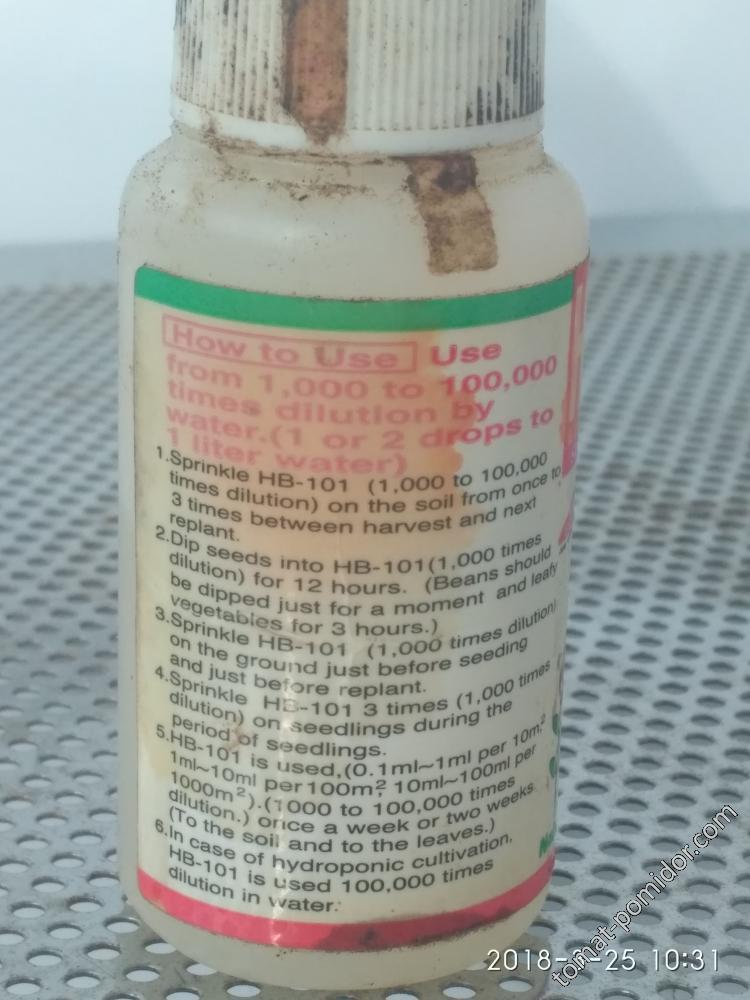 How to Use Use
from 1,000 to 100,000
times dilution by
water.(1 or 2 drops to
1 liter water)
1.Sprinkle HB-101 (1,000 to 100,000
times dilution) on the soil from once to
3 times between harvest and next
replant.
2.Dip seeds into HB-101(1,000 times
dilution) for 12 hours. (Beans should
be dipped just for a moment and leafy
vegetables for 3 hours.)
3.Sprinkle HB-101 (1,000 times dilution)
on the ground just before seeding
and just before replant.
4.Sprinkle HB-101 3 times (1,000 times
dilution) on seedlings during the
period of seedlings.
5.HB-101 is used,(0.1ml~1ml per 10m²,
1ml~10ml per 100m², 10ml~100ml per
1000m²).(1000 to 100,000 times
dilution.) once a week or two weeks
(To the soil and to the leaves.)
6.In case of hydroponic cultivation,
HB-101 is used 100,000 times
dilution in water.
25 10:31
tomat-pomidor.com